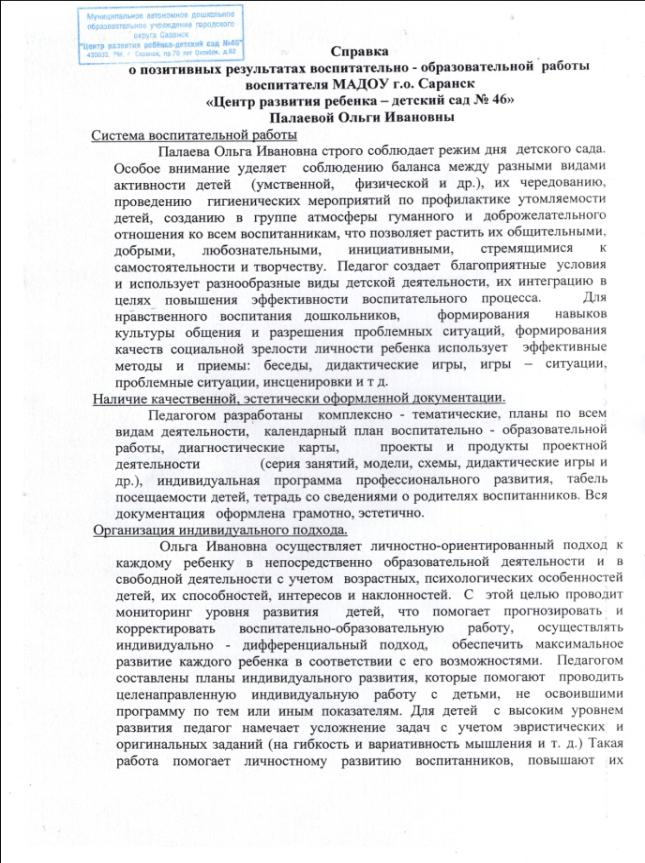 Муниципальное автономное дошкольное
образовательное учреждение городского
округа Саранск
"Центр развития ребенка-детский сад №46"
Справка
о позитивных результатах воспитательно - образовательной работы
воспитателя МАДОУ г.о. Саранск
«Центр развития ребенка – детский сад № 46»
Палаевой Ольги Ивановны
Система воспитательной работы
Палаева Ольга Ивановна строго соблюдает режим дня детского сада.
Особое внимание уделяет соблюдению баланса между разными видами
активности детей (умственной, физической и др.), их чередованию,
проведению гигиенических мероприятий по профилактике утомляемости
детей, созданию в группе атмосферы гуманного и доброжелательного
отношения ко всем воспитанникам, что позволяет растить их общительными,
добрыми, любознательными, инициативными, стремящимися к
самостоятельности и творчеству. Педагог создает благоприятные условия
и использует разнообразные виды детской деятельности, их интеграцию в
целях повышения эффективности воспитательного процесса. Для
нравственного воспитания дошкольников, формирования навыков
культуры общения и разрешения проблемных ситуаций, формирования
качеств социальной зрелости личности ребенка использует эффективные
методы и приемы: беседы, дидактические игры, игры – ситуации,
проблемные ситуации, инсценировки и т д.
Наличие качественной, эстетически оформленной документации.
Педагогом разработаны комплексно - тематические, планы по всем
видам деятельности, календарный план воспитательно - образовательной
работы, диагностические карты, проекты и продукты проектной
деятельности (серия занятий, модели, схемы, дидактические игры и
др.), индивидуальная программа профессионального развития, табель
посещаемости детей, тетрадь со сведениями о родителях воспитанников. Вся
документация оформлена грамотно, эстетично.
Организация индивидуального подхода.
Ольга Ивановна осуществляет личностно-ориентированный подход к
каждому ребенку в непосредственно образовательной деятельности и в
свободной деятельности с учетом возрастных, психологических особенностей
детей, их способностей, интересов и наклонностей. С этой целью проводит
мониторинг уровня развития детей, что помогает прогнозировать и
корректировать воспитательно-образовательную работу, осуществлять
индивидуально - дифференциальный подход, обеспечить максимальное
развитие каждого ребенка в соответствии с его возможностями. Педагогом
составлены планы индивидуального развития, которые помогают проводить
целенаправленную индивидуальную работу с детьми, не освоившими
программу по тем или иным показателям. Для детей с высоким уровнем
развития педагог намечает усложнение задач с учетом эвристических и
оригинальных заданий (на гибкость и вариативность мышления и т. д.) Такая
работа помогает личностному развитию воспитанников, повышают их